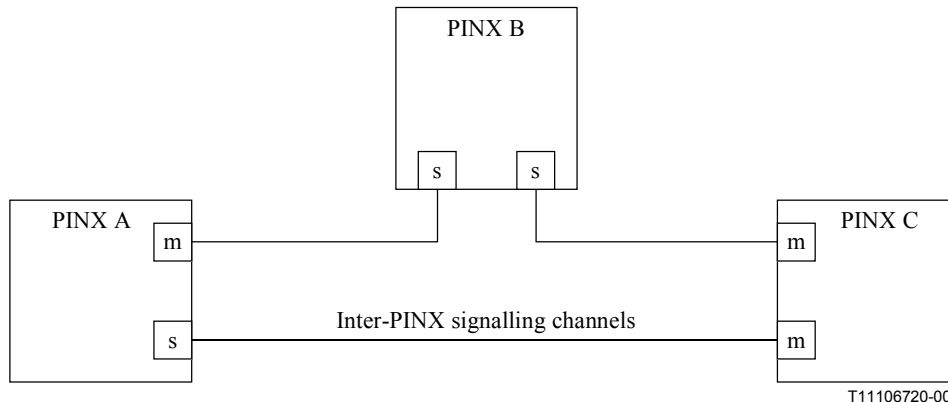 PINX B
s
s
PINX A
PINX C
m
m
Inter-PINX signalling channels
s
m
T11106720-00